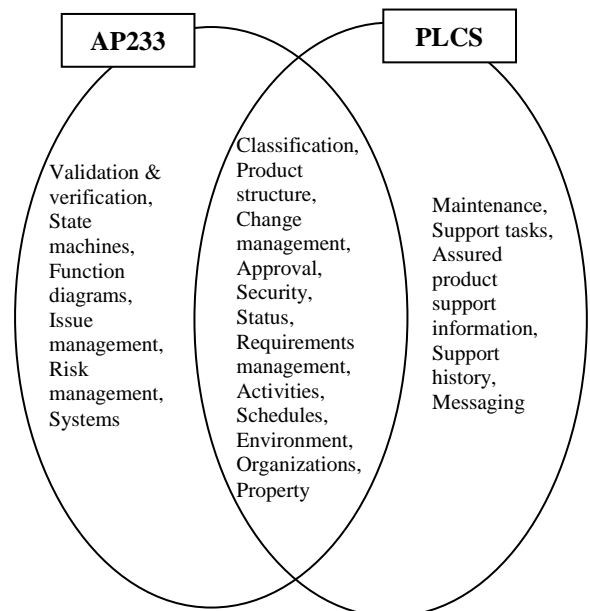 AP233
PLCS
Validation &
verification,
State
machines,
Function
diagrams,
Issue
management,
Risk
management,
Systems
Classification,
Product
structure,
Change
management,
Approval,
Security,
Status,
Requirements
management,
Activities,
Schedules,
Environment,
Organizations,
Property
Maintenance,
Support tasks,
Assured
product
support
information,
Support
history,
Messaging